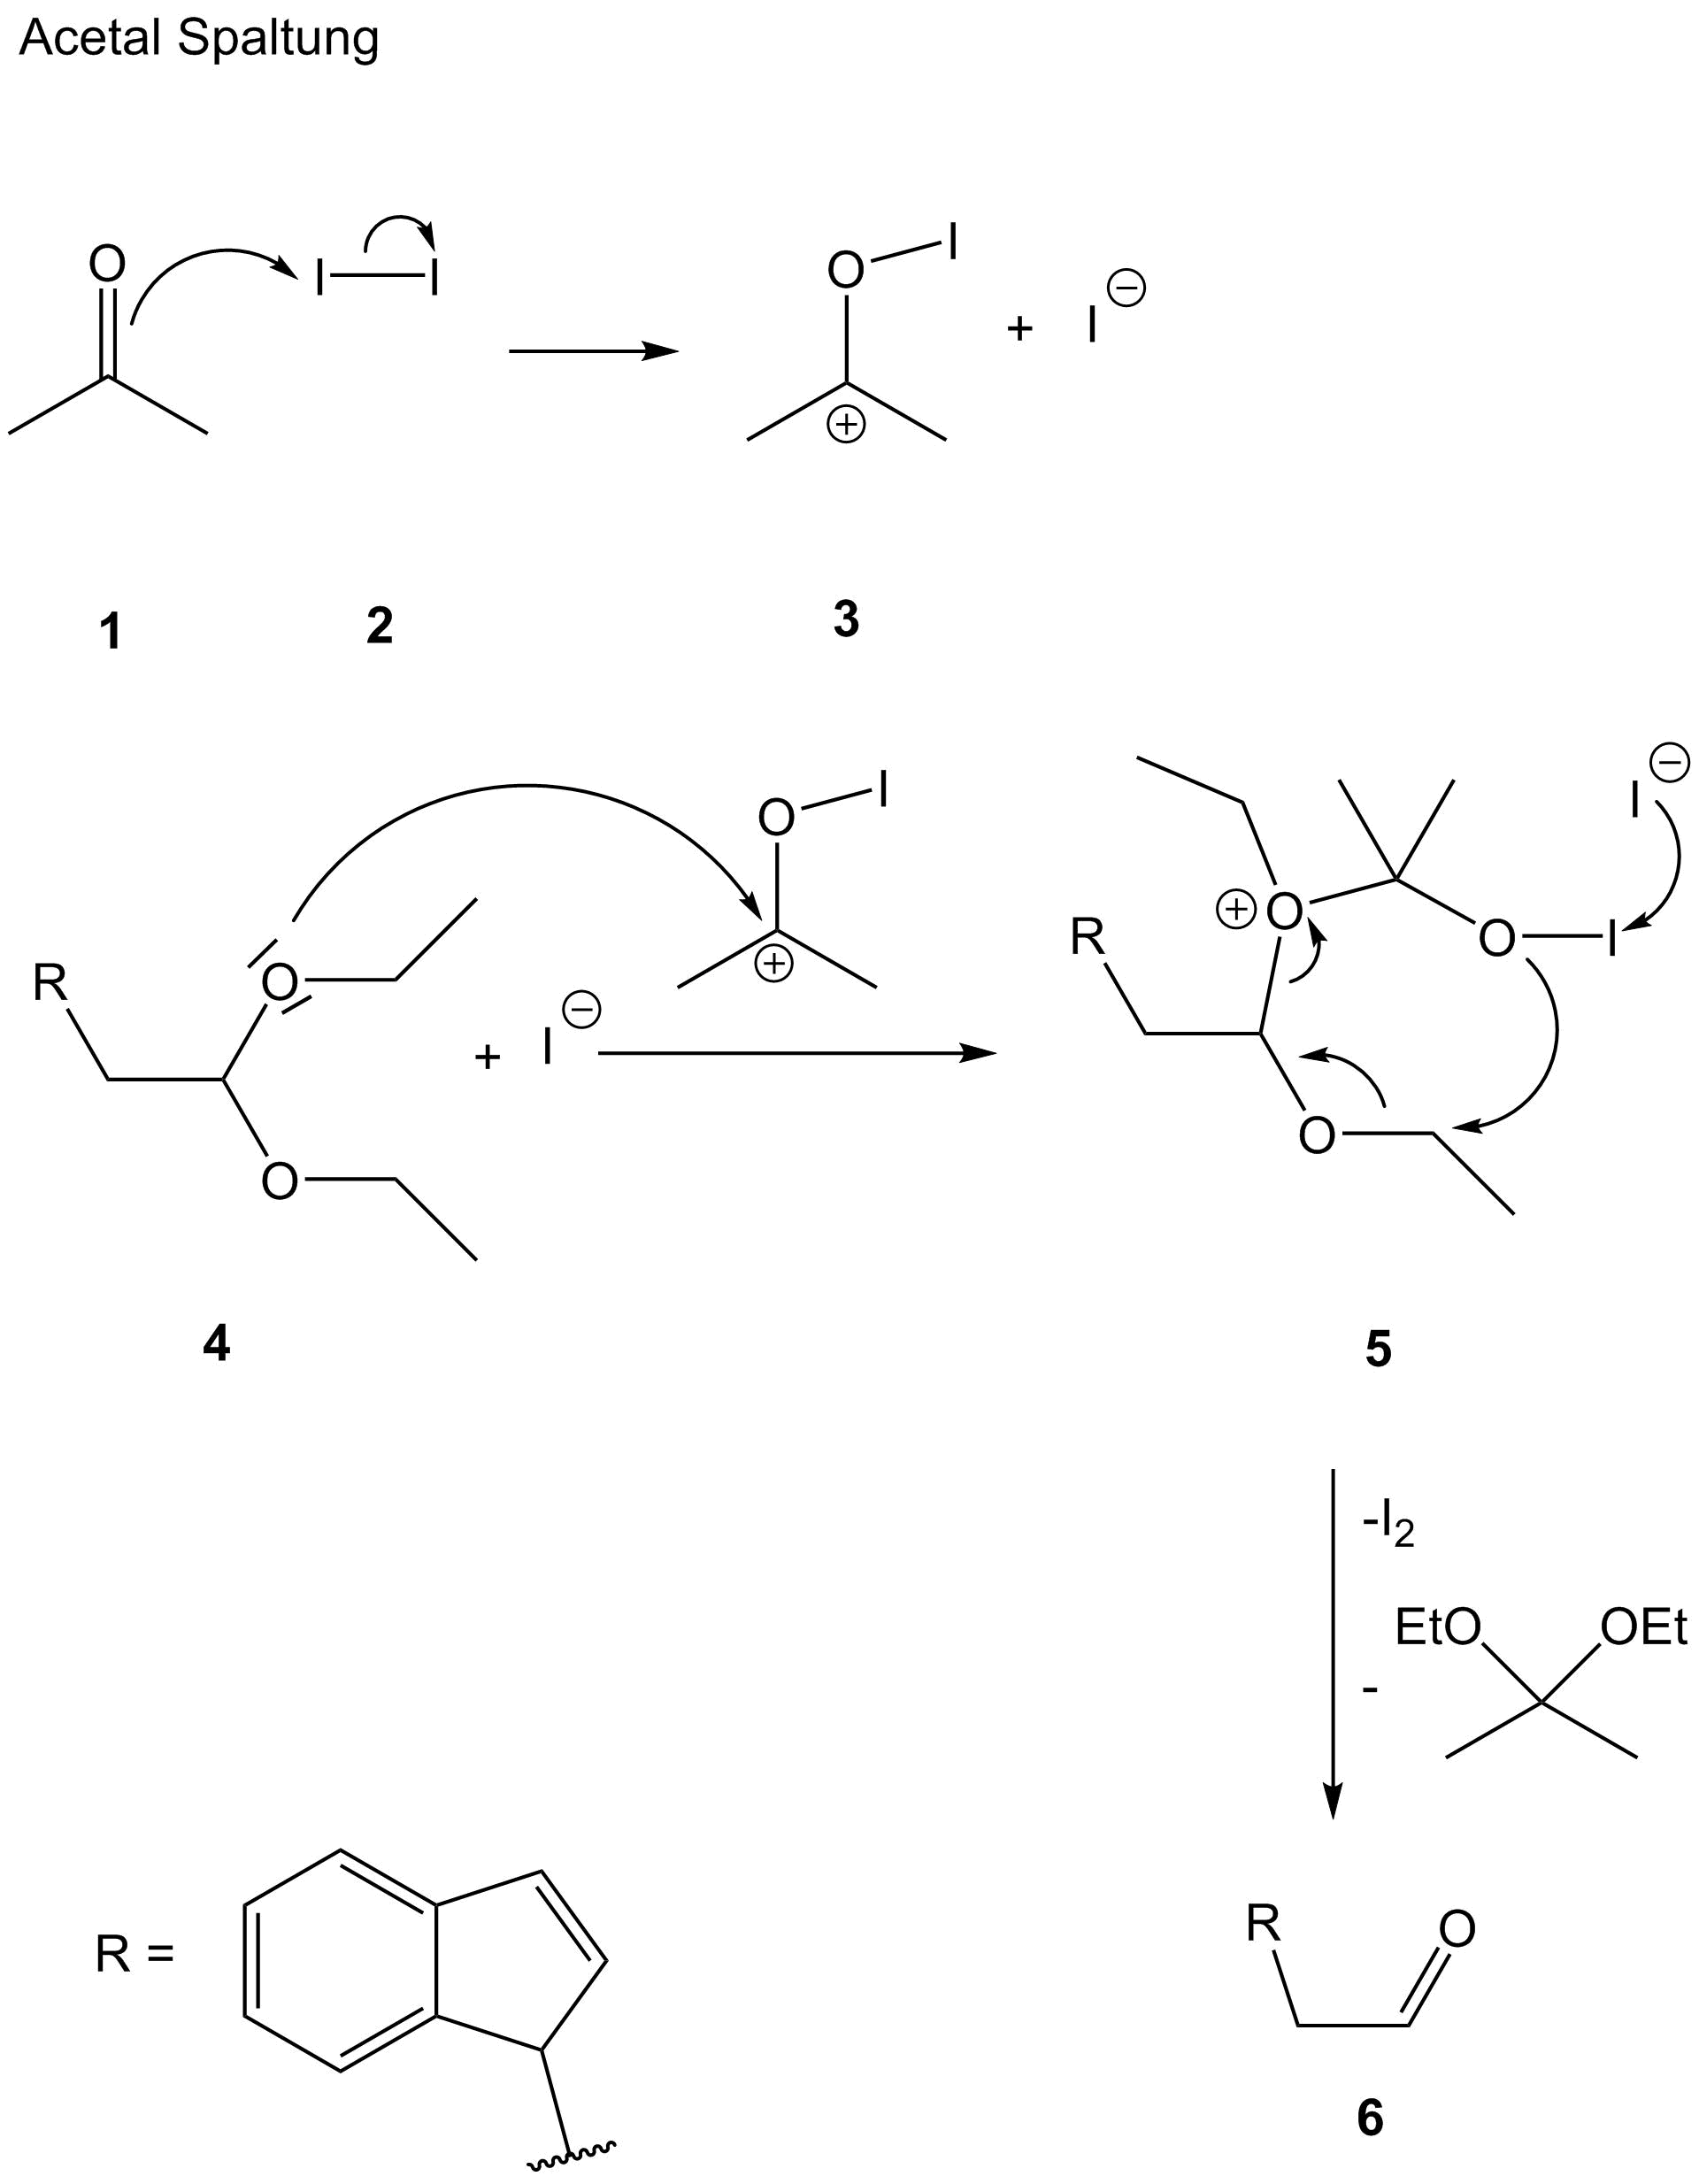 Acetal Spaltung
O
I I
O I
+ I ⊖
⊕
1 2 3
O I
⊕
R O
+ I ⊖
O
I ⊖
R ⊕ O O I
O
4 5
-I2
EtO OEt
-
R =
R O
6